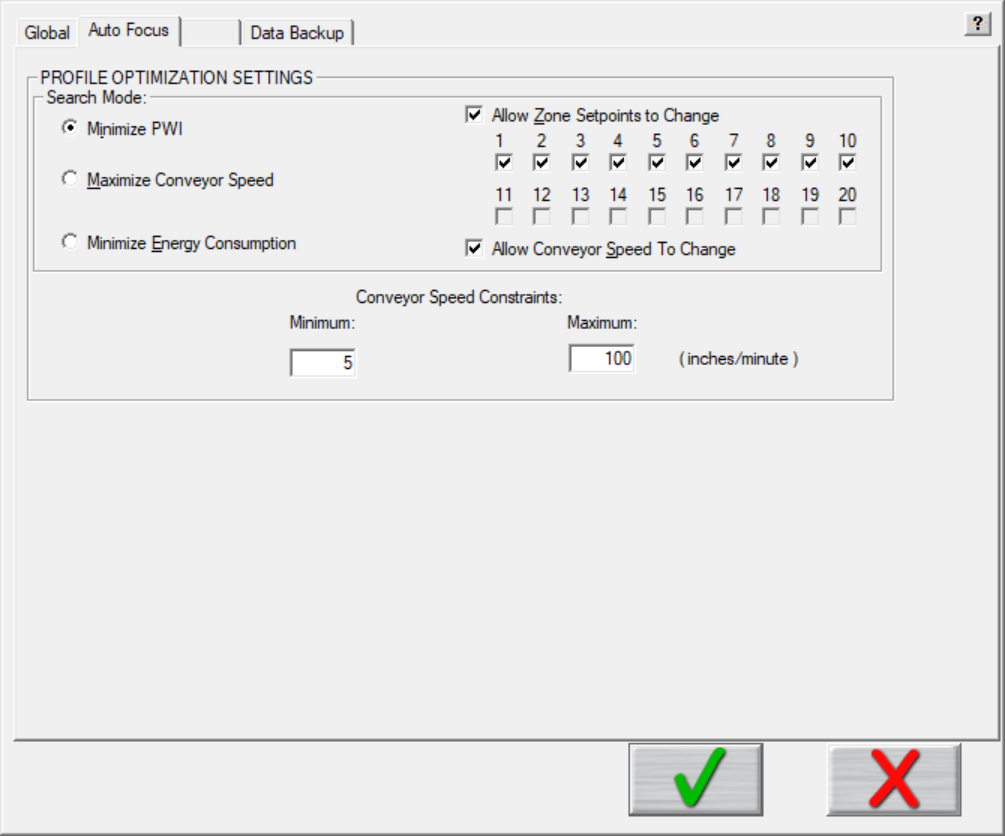 Global Auto Focus Data Backup ?
PROFILE OPTIMIZATION SETTINGS
Search Mode:
Minimize PWI
Maximize Conveyor Speed
Minimize Energy Consumption
Allow Zone Setpoints to Change
1 2 3 4 5 6 7 8 9 10
11 12 13 14 15 16 17 18 19 20
Allow Conveyor Speed To Change
Conveyor Speed Constraints:
Minimum: Maximum:
5 100 ( inches/minute )